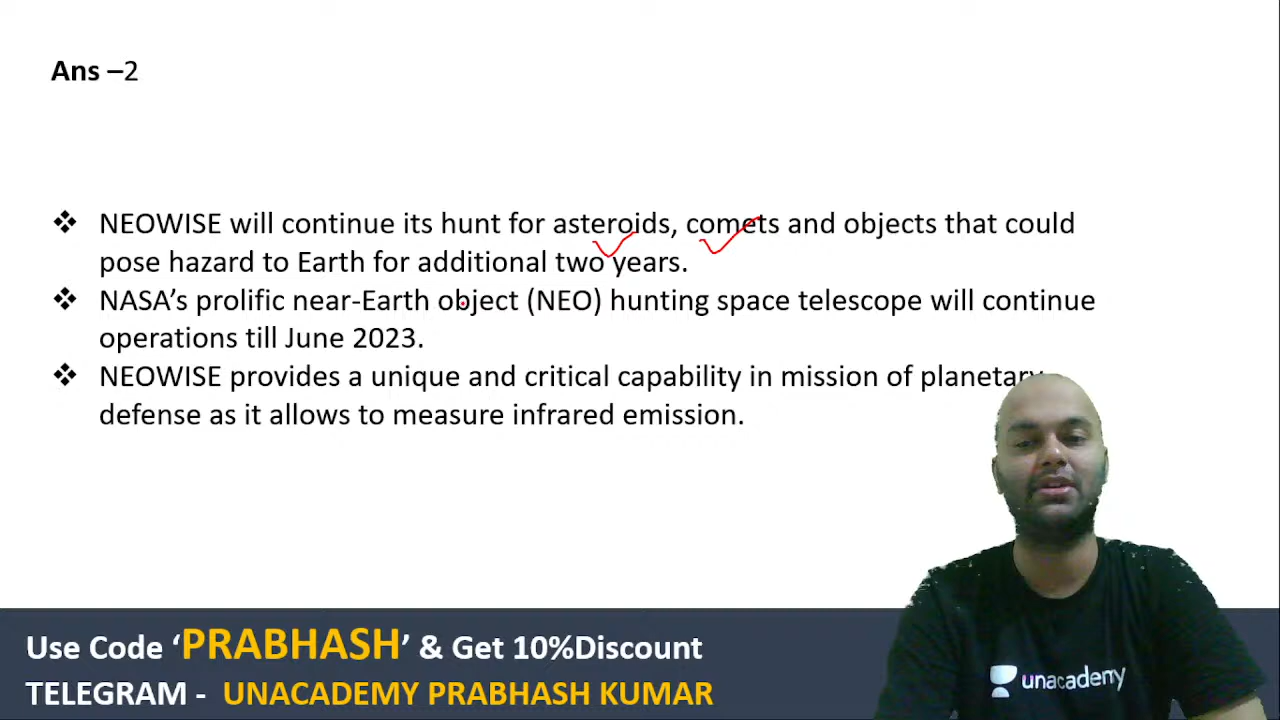 Ans –2
❖ NEOWISE will continue its hunt for asteroids, comets and objects that could
pose hazard to Earth for additional two years.
❖ NASA’s prolific near-Earth object (NEO) hunting space telescope will continue
operations till June 2023.
❖ NEOWISE provides a unique and critical capability in mission of planetary
defense as it allows to measure infrared emission.
unacademy
Use Code ‘PRABHASH’ & Get 10%Discount
TELEGRAM - UNACADEMY PRABHASH KUMAR